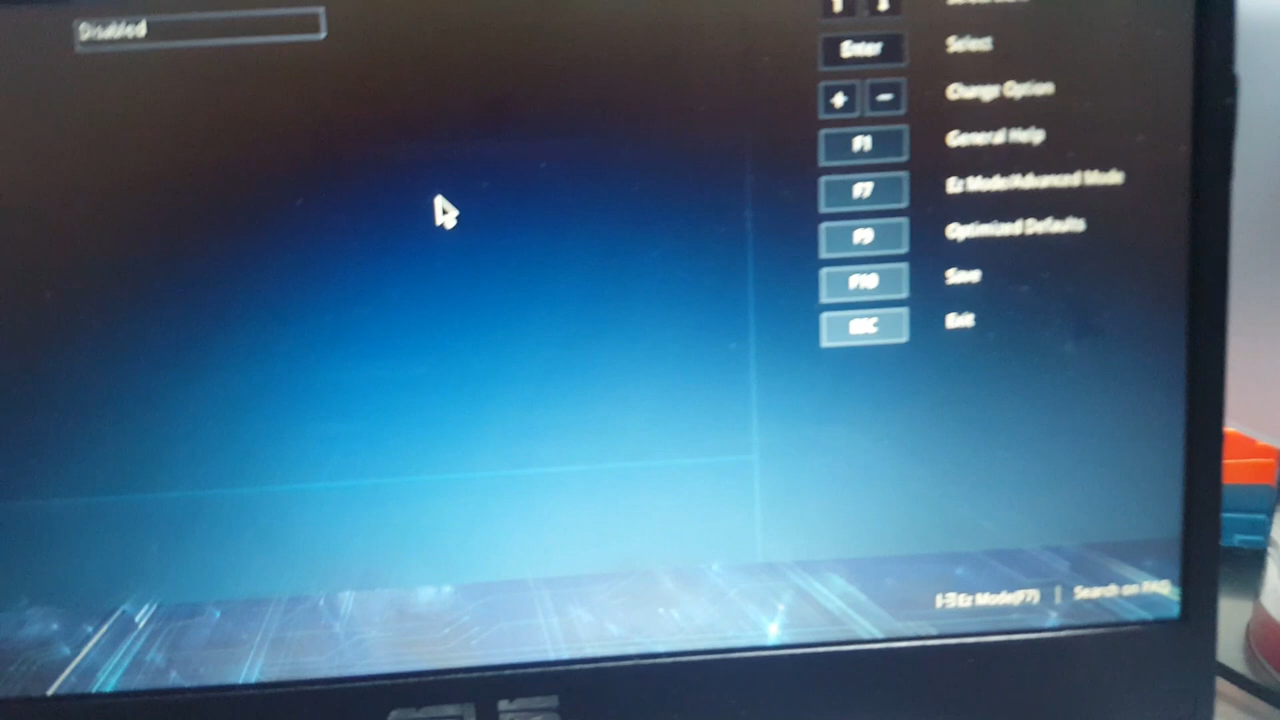 Disabled
Enter Select
+ - Change Option
F1 General Help
F7 Ez Mode/Advanced Mode
F9 Optimized Defaults
F10 Save
ESC Exit
Ez Mode(F7) | Search on FAQ